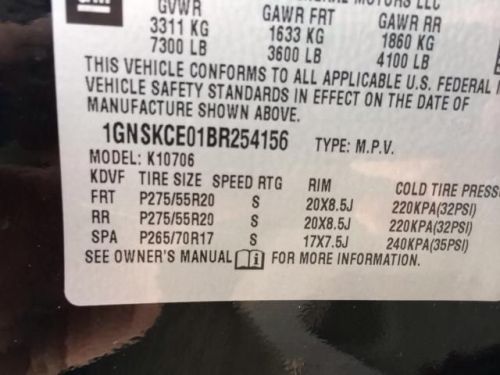 GM
GENERAL MOTORS LLC
GVWR GAWR FRT GAWR RR
3311 KG 1633 KG 1860 KG
7300 LB 3600 LB 4100 LB
THIS VEHICLE CONFORMS TO ALL APPLICABLE U.S. FEDERAL
VEHICLE SAFETY STANDARDS IN EFFECT ON THE DATE OF
MANUFACTURE SHOWN ABOVE.
1GNSKCE01BR254156 TYPE: M.P.V.
MODEL: K10706
KDVF TIRE SIZE SPEED RTG RIM COLD TIRE PRESS
FRT P275/55R20 S 20X8.5J 220KPA(32PSI)
RR P275/55R20 S 20X8.5J 220KPA(32PSI)
SPA P265/70R17 S 17X7.5J 240KPA(35PSI)
SEE OWNER'S MANUAL FOR MORE INFORMATION.